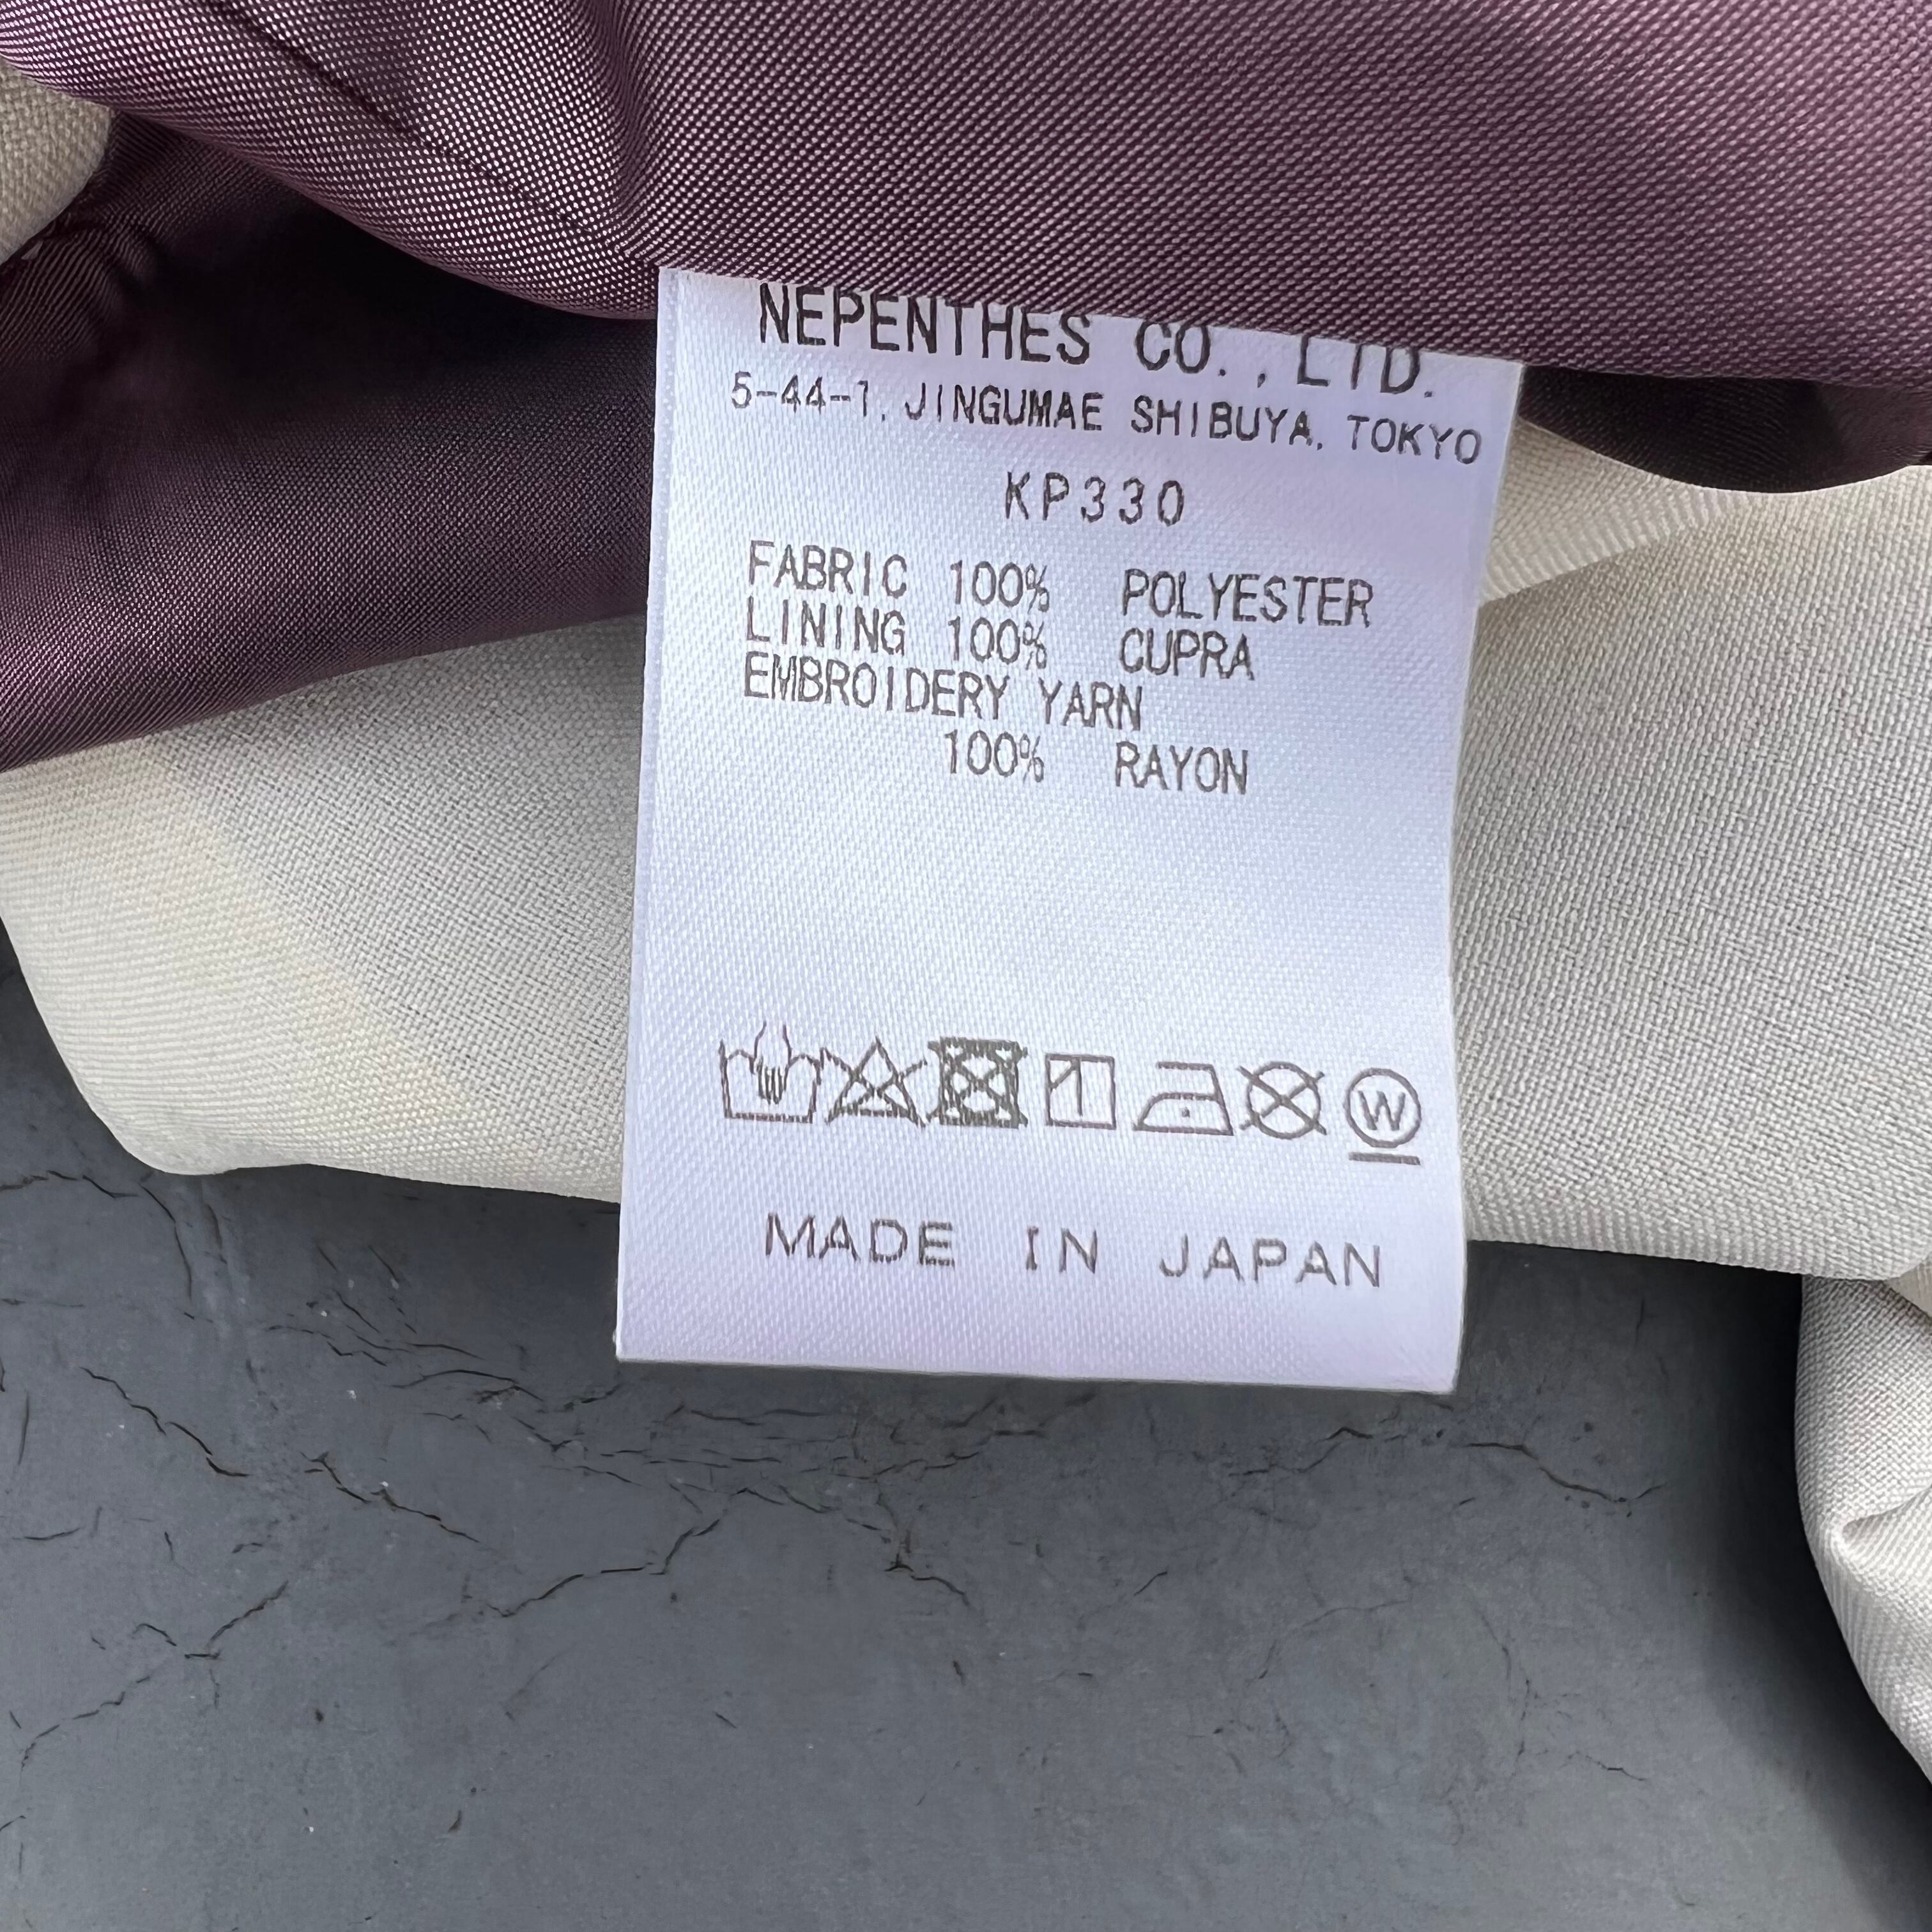 NEPENTHES CO., LTD.
5-44-1, JINGUMAE SHIBUYA, TOKYO
KP330
FABRIC 100% POLYESTER
LINING 100% CUPRA
EMBROIDERY YARN
100% RAYON
W
MADE IN JAPAN